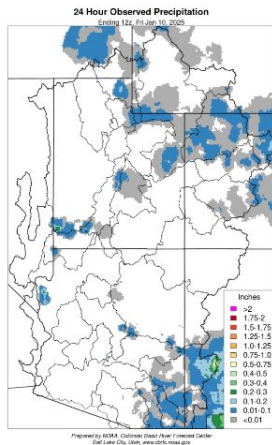 24 Hour Observed Precipitation
Ending 12z, Fri Jan 10, 2025
Inches
>2
1.75-2
1.5-1.75
1.25-1.5
1.0-1.25
0.75-1.0
0.5-0.75
0.4-0.5
0.3-0.4
0.2-0.3
0.1-0.2
0.01-0.1
<0.01
Prepared by NOAA, Colorado Basin River Forecast Center
Salt Lake City, Utah, www.cbrfc.noaa.gov